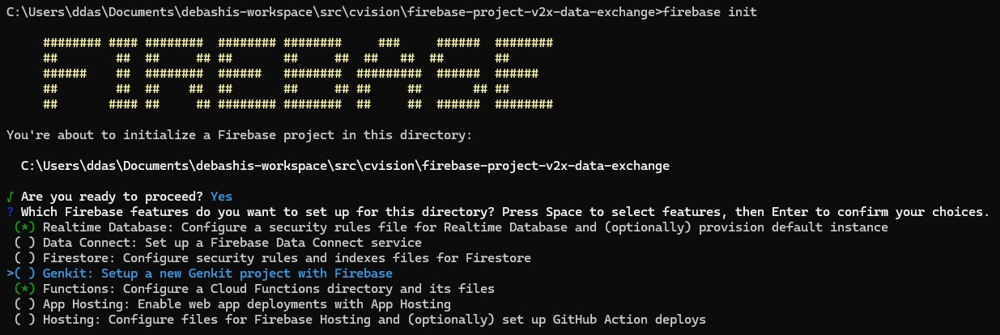 C:\Users\ddas\Documents\debashis-workspace\src\cvision\firebase-project-v2x-data-exchange>firebase init
     ######## #### ########  ######## ########     ###     ######  ########
     ##        ##  ##     ## ##       ##     ##  ##   ##  ##       ##
     ######    ##  ########  ######   ########  #########  ######  ######
     ##        ##  ##    ##  ##       ##     ## ##     ##       ## ##
     ##       #### ##     ## ######## ########  ##     ##  ######  ########
You're about to initialize a Firebase project in this directory:
  C:\Users\ddas\Documents\debashis-workspace\src\cvision\firebase-project-v2x-data-exchange
√ Are you ready to proceed? Yes
? Which Firebase features do you want to set up for this directory? Press Space to select features, then Enter to confirm your choices.
 (*) Realtime Database: Configure a security rules file for Realtime Database and (optionally) provision default instance
 ( ) Data Connect: Set up a Firebase Data Connect service
 ( ) Firestore: Configure security rules and indexes files for Firestore
>( ) Genkit: Setup a new Genkit project with Firebase
 (*) Functions: Configure a Cloud Functions directory and its files
 ( ) App Hosting: Enable web app deployments with App Hosting
 ( ) Hosting: Configure files for Firebase Hosting and (optionally) set up GitHub Action deploys